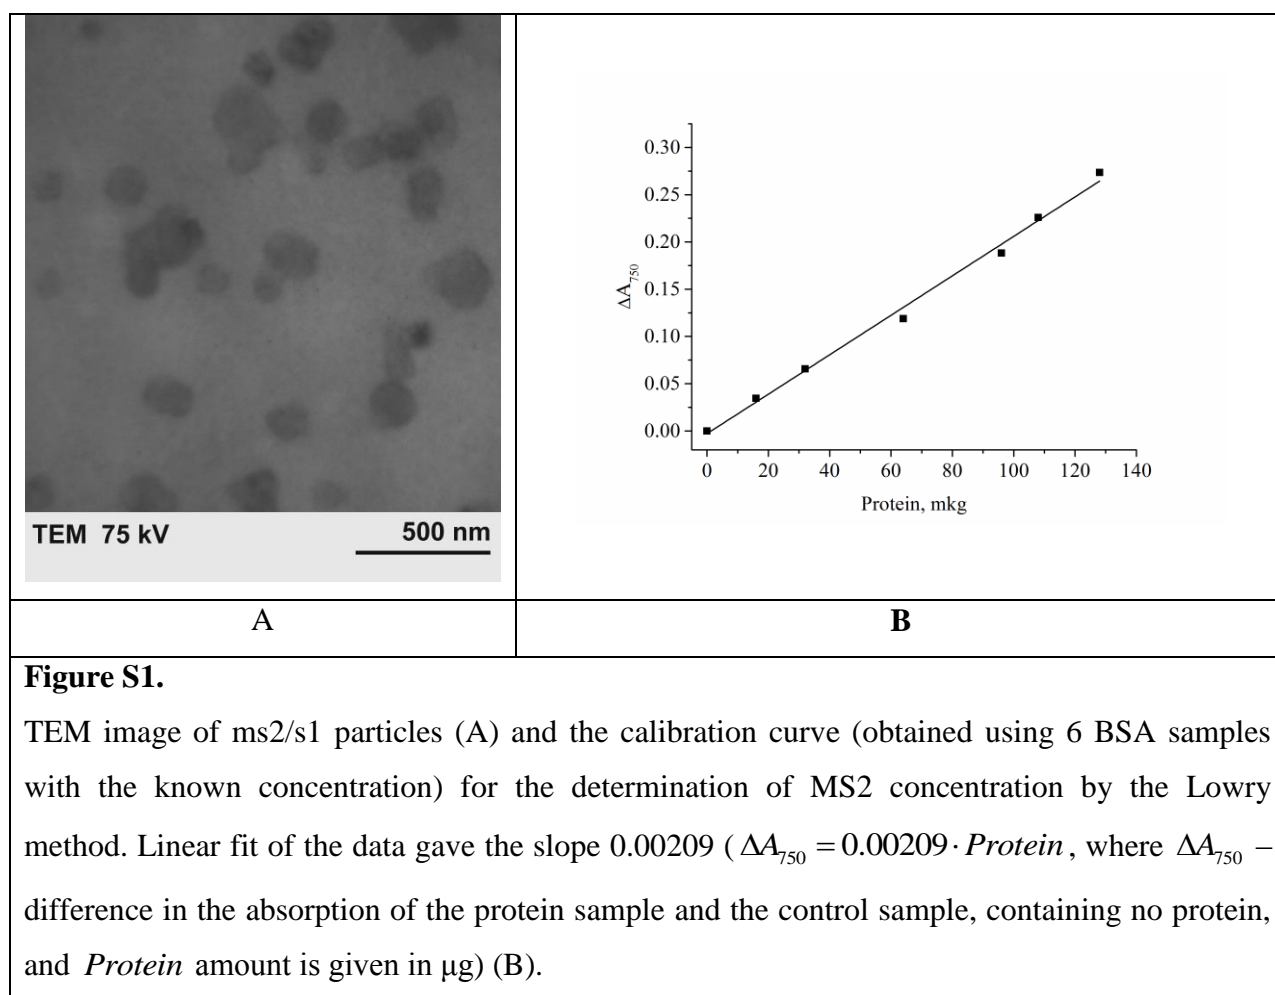 TEM 75 kV
500 nm
0.30
0.25
0.20
0.15
0.10
0.05
0.00
ΔA750
0 20 40 60 80 100 120 140
Protein, mkg
A
B
Figure S1.
TEM image of ms2/s1 particles (A) and the calibration curve (obtained using 6 BSA samples
with the known concentration) for the determination of MS2 concentration by the Lowry
method. Linear fit of the data gave the slope 0.00209 ( ΔA750 = 0.00209 · Protein, where ΔA750 –
difference in the absorption of the protein sample and the control sample, containing no protein,
and Protein amount is given in μg) (B).